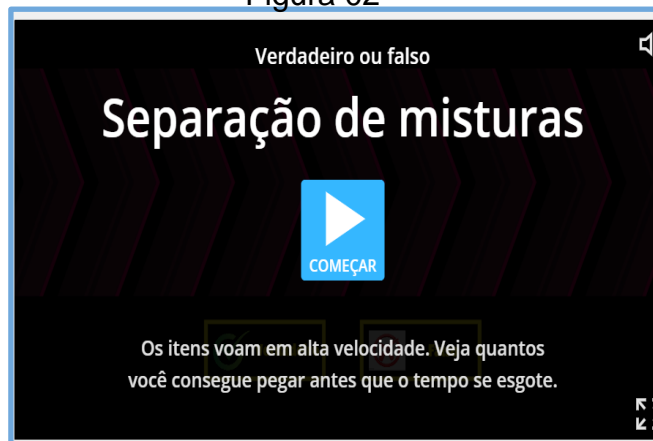 Figura 02
Verdadeiro ou falso
Separação de misturas
COMEÇAR
Os itens voam em alta velocidade. Veja quantos
você consegue pegar antes que o tempo se esgote.